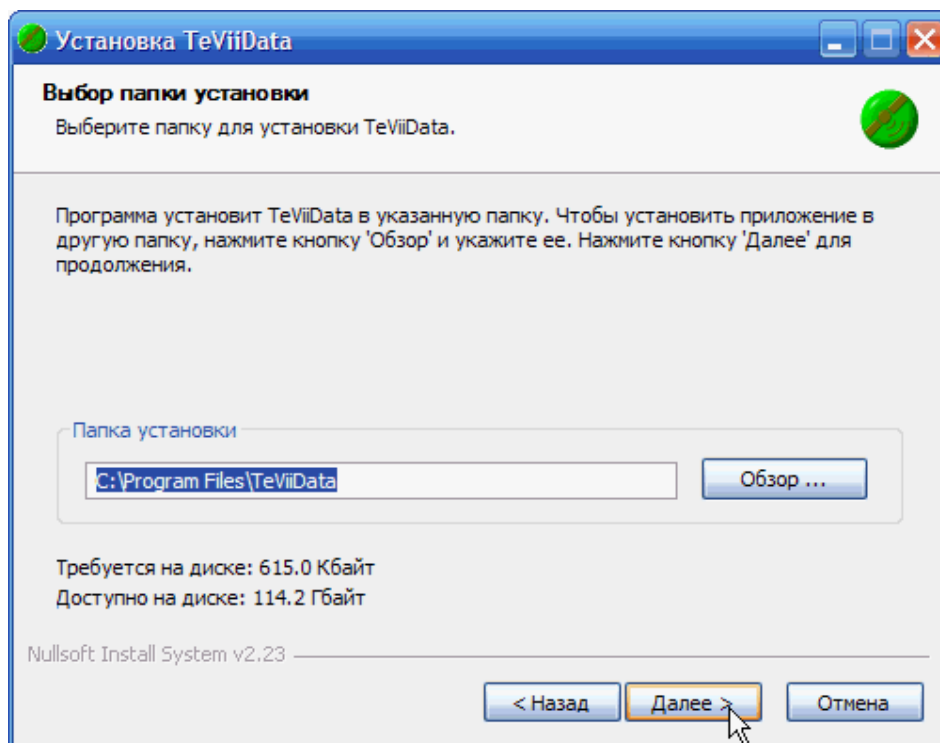 Установка TeViiData
Выбор папки установки
Выберите папку для установки TeViiData.
Программа установит TeViiData в указанную папку. Чтобы установить приложение в
другую папку, нажмите кнопку 'Обзор' и укажите ее. Нажмите кнопку 'Далее' для
продолжения.
Папка установки
C:\Program Files\TeViiData
Обзор ...
Требуется на диске: 615.0 Кбайт
Доступно на диске: 114.2 Гбайт
Nullsoft Install System v2.23
< Назад
Далее >
Отмена